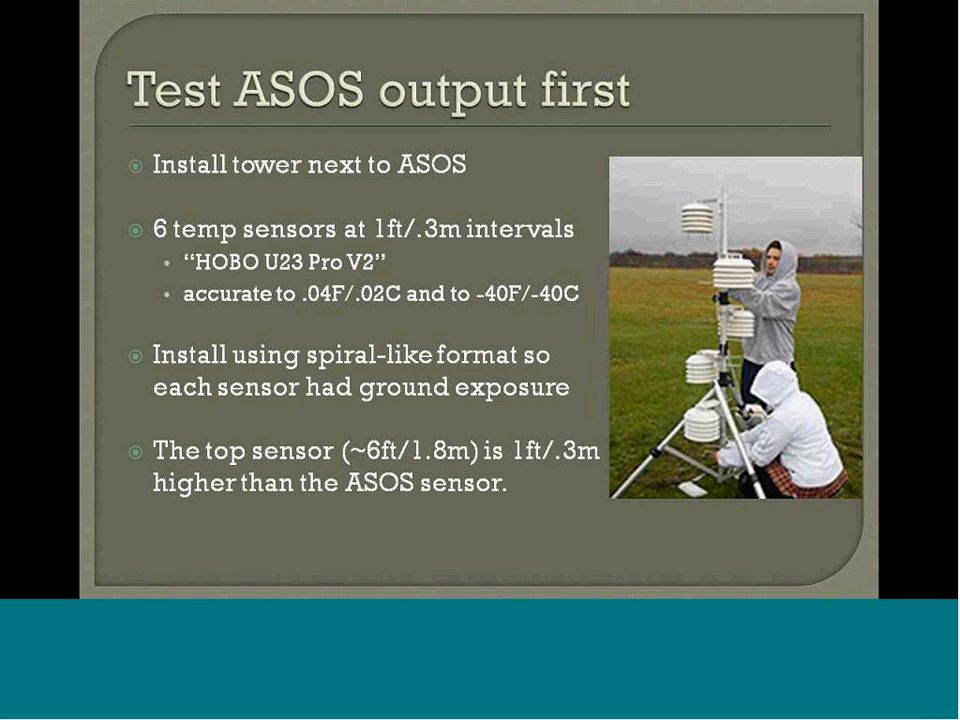 Test ASOS output first
Install tower next to ASOS
6 temp sensors at 1ft/.3m intervals
“HOBO U23 Pro V2”
accurate to .04F/.02C and to -40F/-40C
Install using spiral-like format so
each sensor had ground exposure
The top sensor (~6ft/1.8m) is 1ft/.3m
higher than the ASOS sensor.